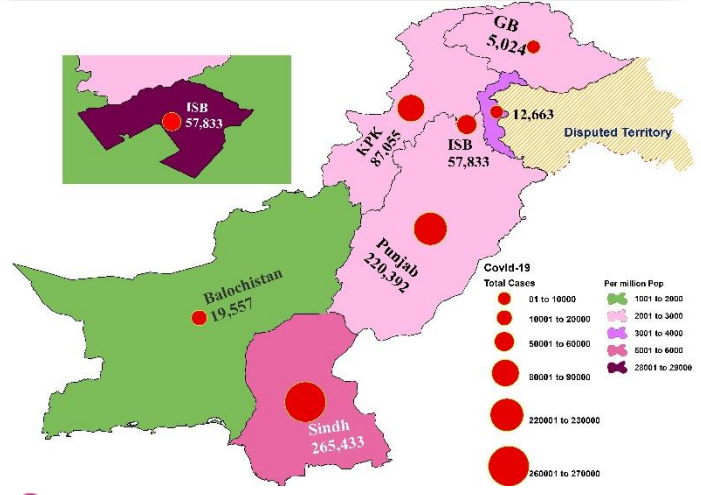 GB
5,024
ISB
57,833
KPK
87,055
ISB
57,833
12,663
Disputed Territory
Punjab
220,392
Balochistan
19,557
Sindh
265,433
Covid-19
Total Cases
01 to 10000
10001 to 20000
50001 to 60000
80001 to 90000
220001 to 230000
260001 to 270000
Per million Pop
1001 to 2000
2001 to 3000
3001 to 4000
5001 to 6000
28001 to 29000